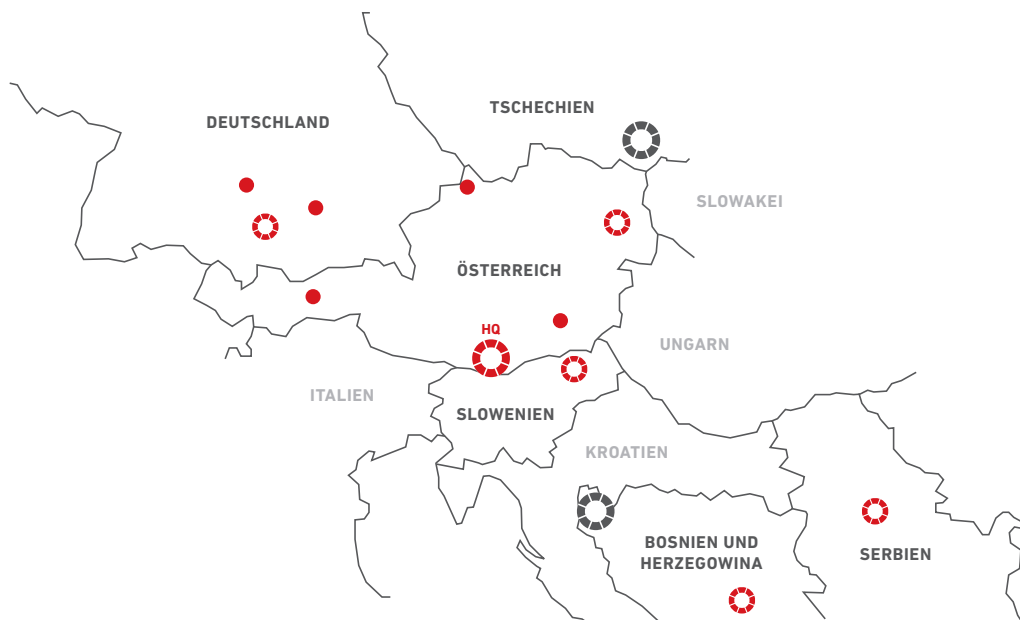 TSCHECHIEN
DEUTSCHLAND
SLOWAKEI
ÖSTERREICH
HQ
UNGARN
ITALIEN
SLOWENIEN
KROATIEN
BOSNIEN UND
HERZEGOWINA
SERBIEN